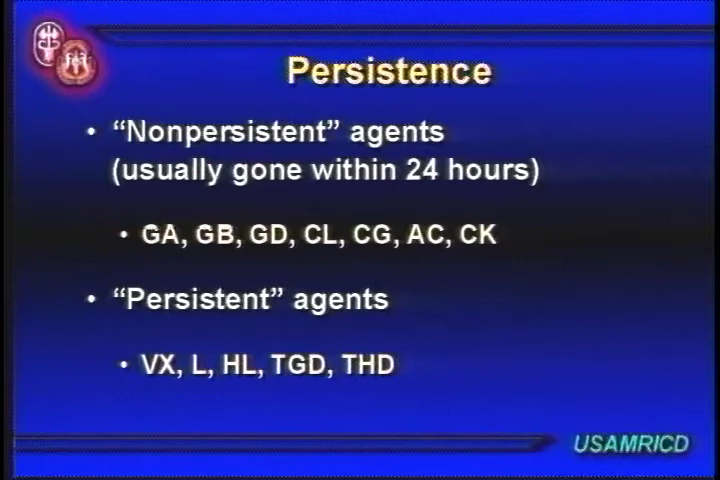 Persistence
• “Nonpersistent” agents
(usually gone within 24 hours)
• GA, GB, GD, CL, CG, AC, CK
• “Persistent” agents
• VX, L, HL, TGD, THD
USAMRICD